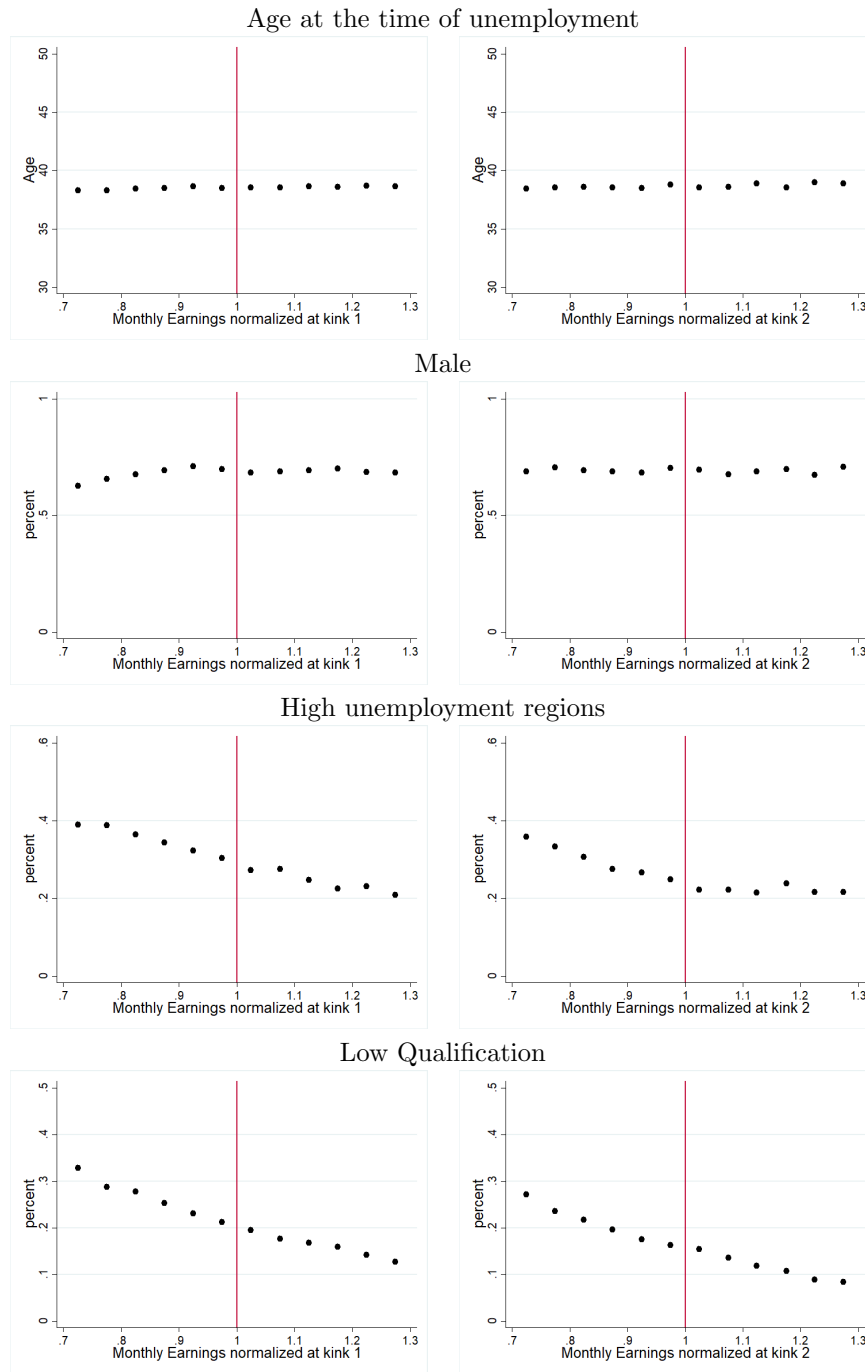 Age at the time of unemployment
50
45
40
35
30
Age
.7 .8 .9 1 1.1 1.2 1.3
Monthly Earnings normalized at kink 1
50
45
40
35
30
Age
.7 .8 .9 1 1.1 1.2 1.3
Monthly Earnings normalized at kink 2
Male
1
.5
0
percent
.7 .8 .9 1 1.1 1.2 1.3
Monthly Earnings normalized at kink 1
1
.5
0
percent
.7 .8 .9 1 1.1 1.2 1.3
Monthly Earnings normalized at kink 2
High unemployment regions
.6
.4
.2
0
percent
.7 .8 .9 1 1.1 1.2 1.3
Monthly Earnings normalized at kink 1
.6
.4
.2
0
percent
.7 .8 .9 1 1.1 1.2 1.3
Monthly Earnings normalized at kink 2
Low Qualification
.5
.4
.3
.2
.1
0
percent
.7 .8 .9 1 1.1 1.2 1.3
Monthly Earnings normalized at kink 1
.5
.4
.3
.2
.1
0
percent
.7 .8 .9 1 1.1 1.2 1.3
Monthly Earnings normalized at kink 2